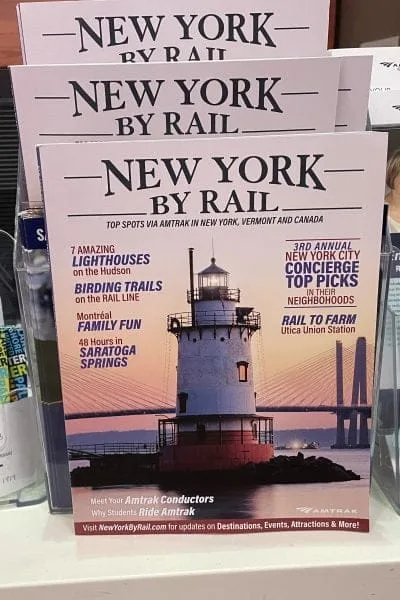 NEW YORK
BY RAIL
NEW YORK
BY RAIL
NEW YORK
BY RAIL
TOP SPOTS VIA AMTRAK IN NEW YORK, VERMONT AND CANADA
7 AMAZING
LIGHTHOUSES
on the Hudson
BIRDING TRAILS
on the RAIL LINE
Montréal
FAMILY FUN
48 Hours in
SARATOGA
SPRINGS
3RD ANNUAL
NEW YORK CITY
CONCIERGE
TOP PICKS
IN THEIR
NEIGHBORHOODS
RAIL TO FARM
Utica Union Station
Meet Your Amtrak Conductors
Why Students Ride Amtrak
AMTRAK
Visit NewYorkByRail.com for updates on Destinations, Events, Attractions & More!